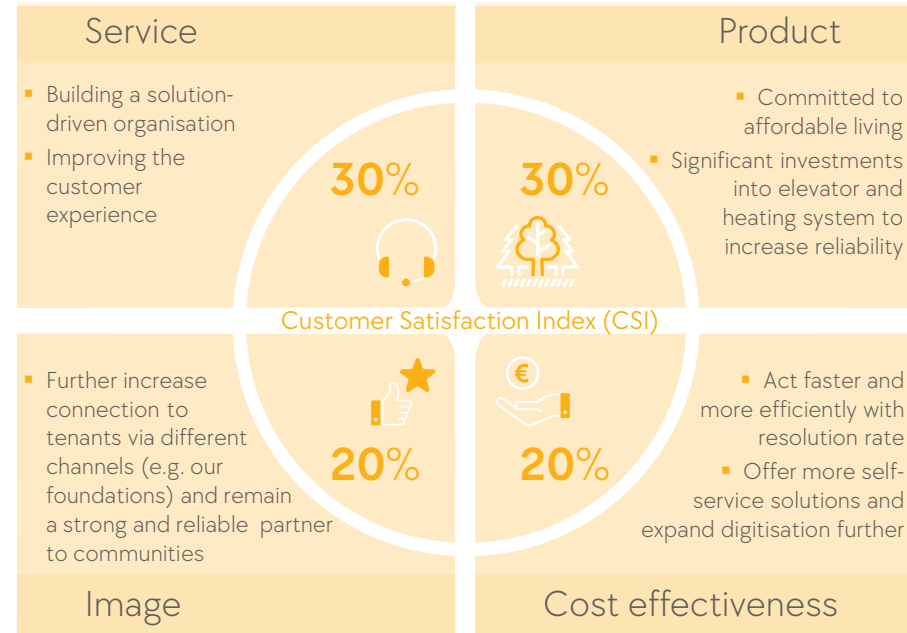 Service
▪ Building a solution-
driven organisation
▪ Improving the
customer
experience
30%
Product
▪ Committed to
affordable living
▪ Significant investments
into elevator and
heating system to
increase reliability
30%
€
Customer Satisfaction Index (CSI)
▪ Further increase
connection to
tenants via different
channels (e.g. our
foundations) and remain
a strong and reliable partner
to communities
20%
Image
€
20%
▪ Act faster and
more efficiently with
resolution rate
▪ Offer more self-
service solutions and
expand digitisation further
Cost effectiveness